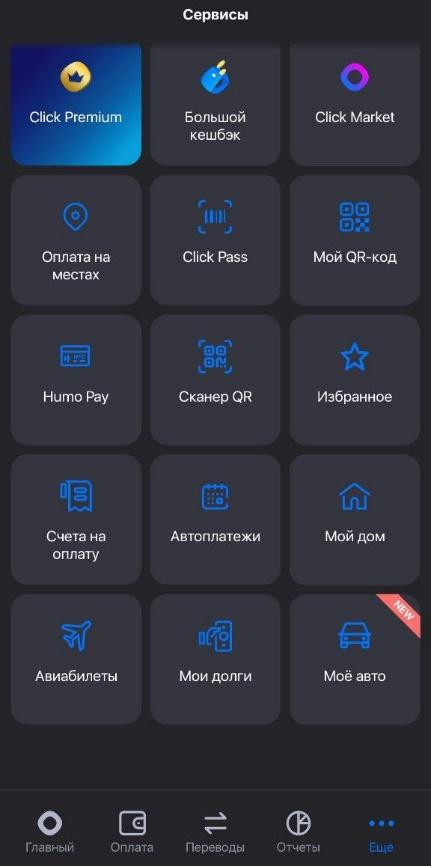 Сервисы
Click Premium
Большой
кешбэк
Click Market
Оплата на
местах
Click Pass
Мой QR-код
Humo Pay
Сканер QR
Избранное
Счета на
оплату
Автоплатежи
Мой дом
NEW
Авиабилеты
Мои долги
Моё авто
Главный
Оплата
Переводы
Отчеты
Еще